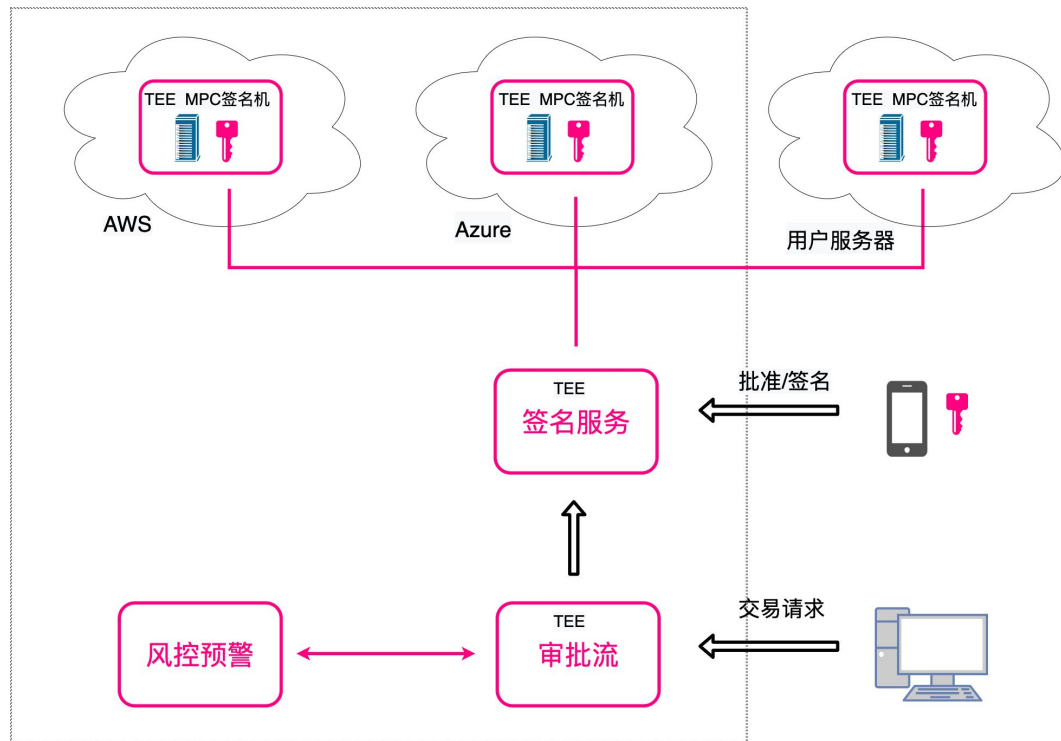 TEE MPC签名机
TEE MPC签名机
TEE MPC签名机
AWS
Azure
用户服务器
TEE
签名服务
批准/签名
风控预警
TEE
审批流
交易请求